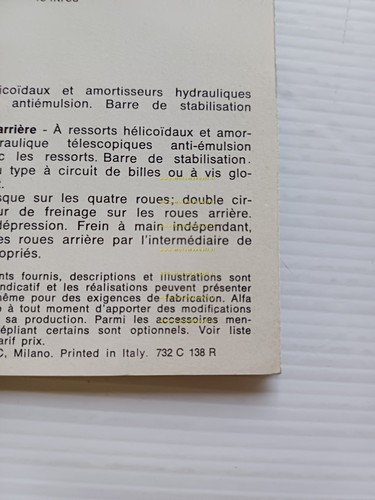 licoïdaux et amortisseurs hydrauliques
antiémulsion. Barre de stabilisation
arrière - À ressorts hélicoïdaux et amor-
raulique télescopiques anti-émulsion
c les ressorts. Barre de stabilisation.
u type à circuit de billes ou à vis glo-
t.
sque sur les quatre roues; double cir-
ur de freinage sur les roues arrière.
dépression. Frein à main indépendant,
es roues arrière par l'intermédiaire de
opriés.
nts fournis, descriptions et illustrations sont
ndicatif et les réalisations peuvent présenter
même pour des exigences de fabrication. Alfa
e à tout moment d'apporter des modifications
sa production. Parmi les accessoires men-
épliant certains sont optionnels. Voir liste
arif prix.
C, Milano. Printed in Italy. 732 C 138 R